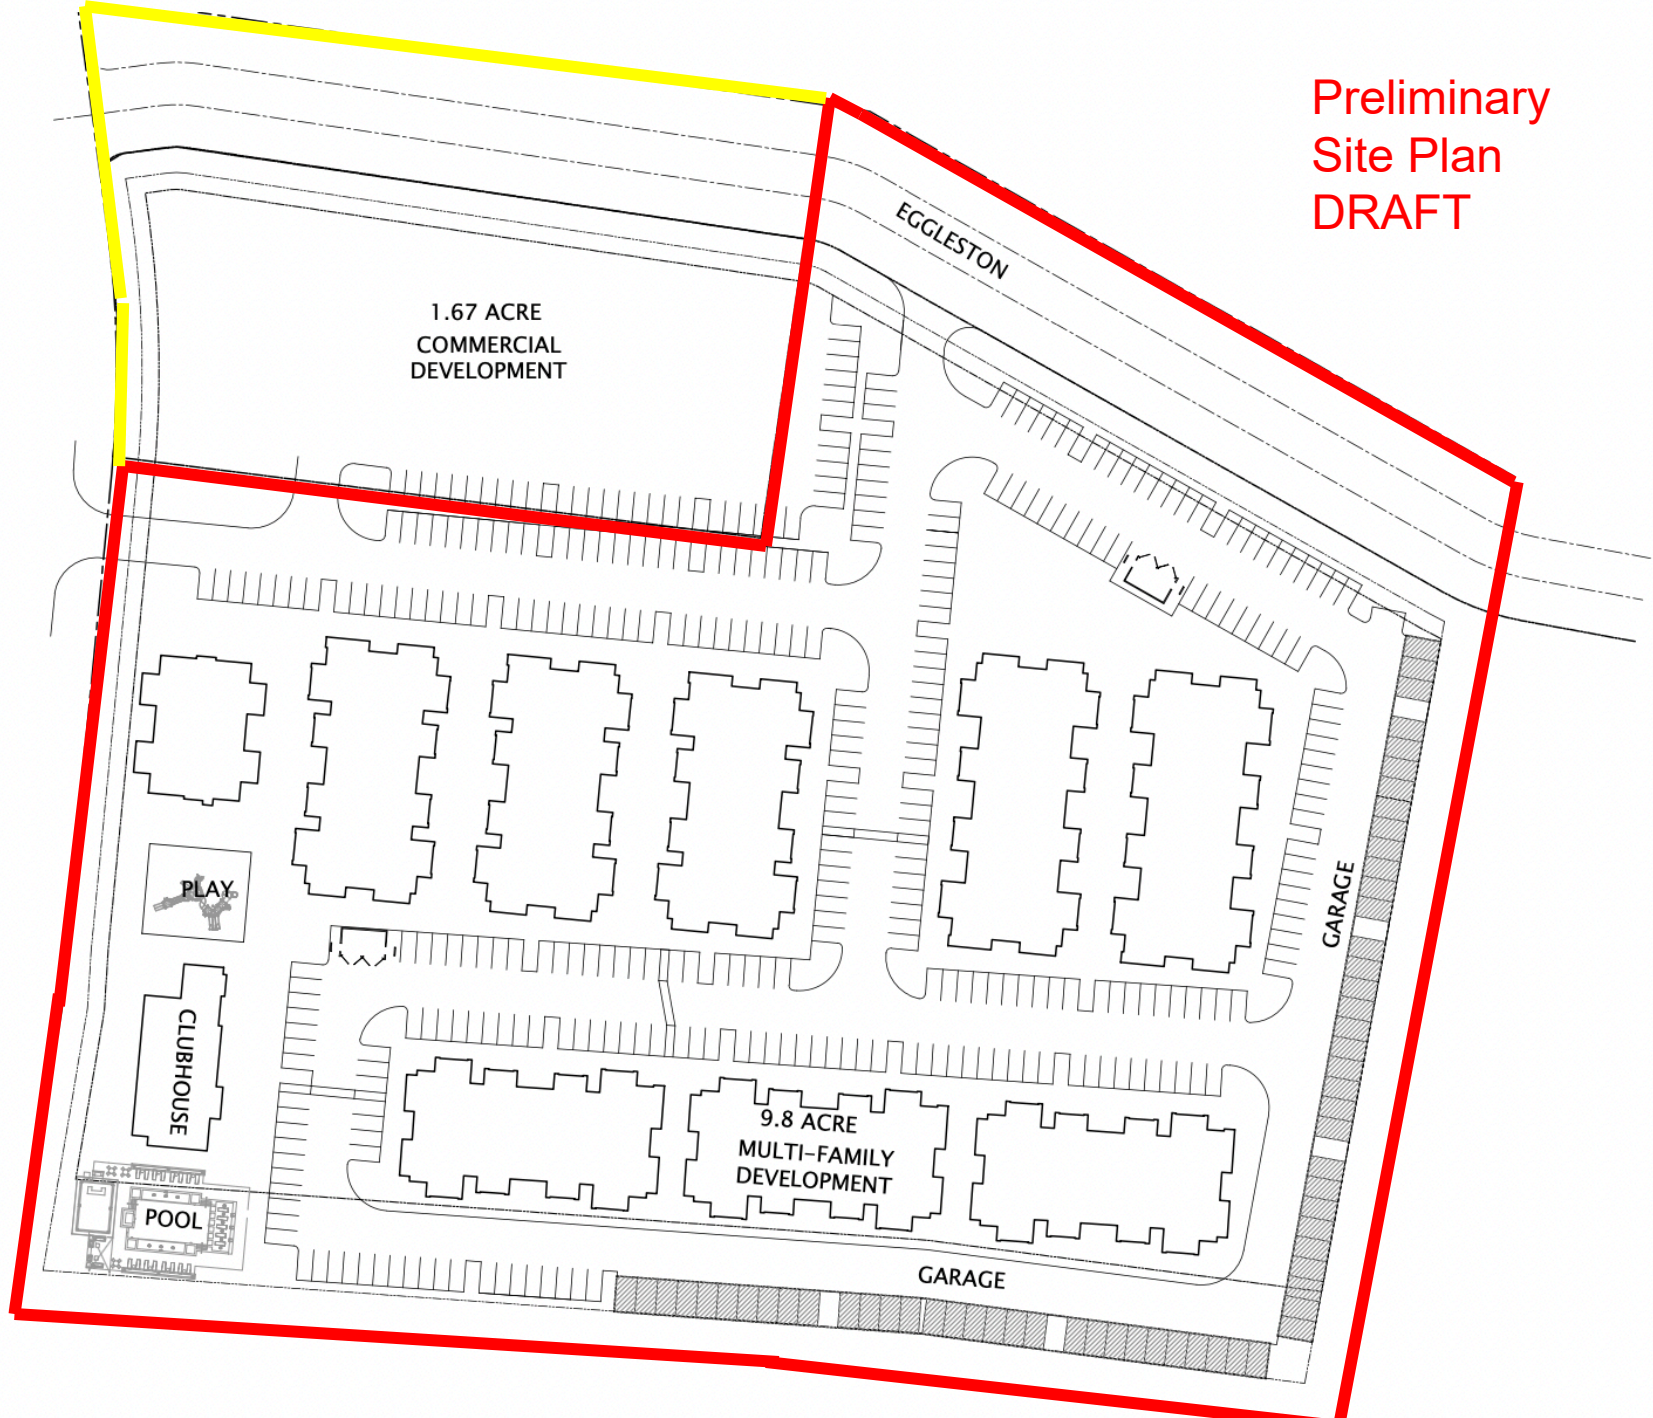 Preliminary
Site Plan
DRAFT
EGGLESTON
1.67 ACRE
COMMERCIAL
DEVELOPMENT
PLAY
GARAGE
CLUBHOUSE
9.8 ACRE
MULTI-FAMILY
DEVELOPMENT
POOL
GARAGE